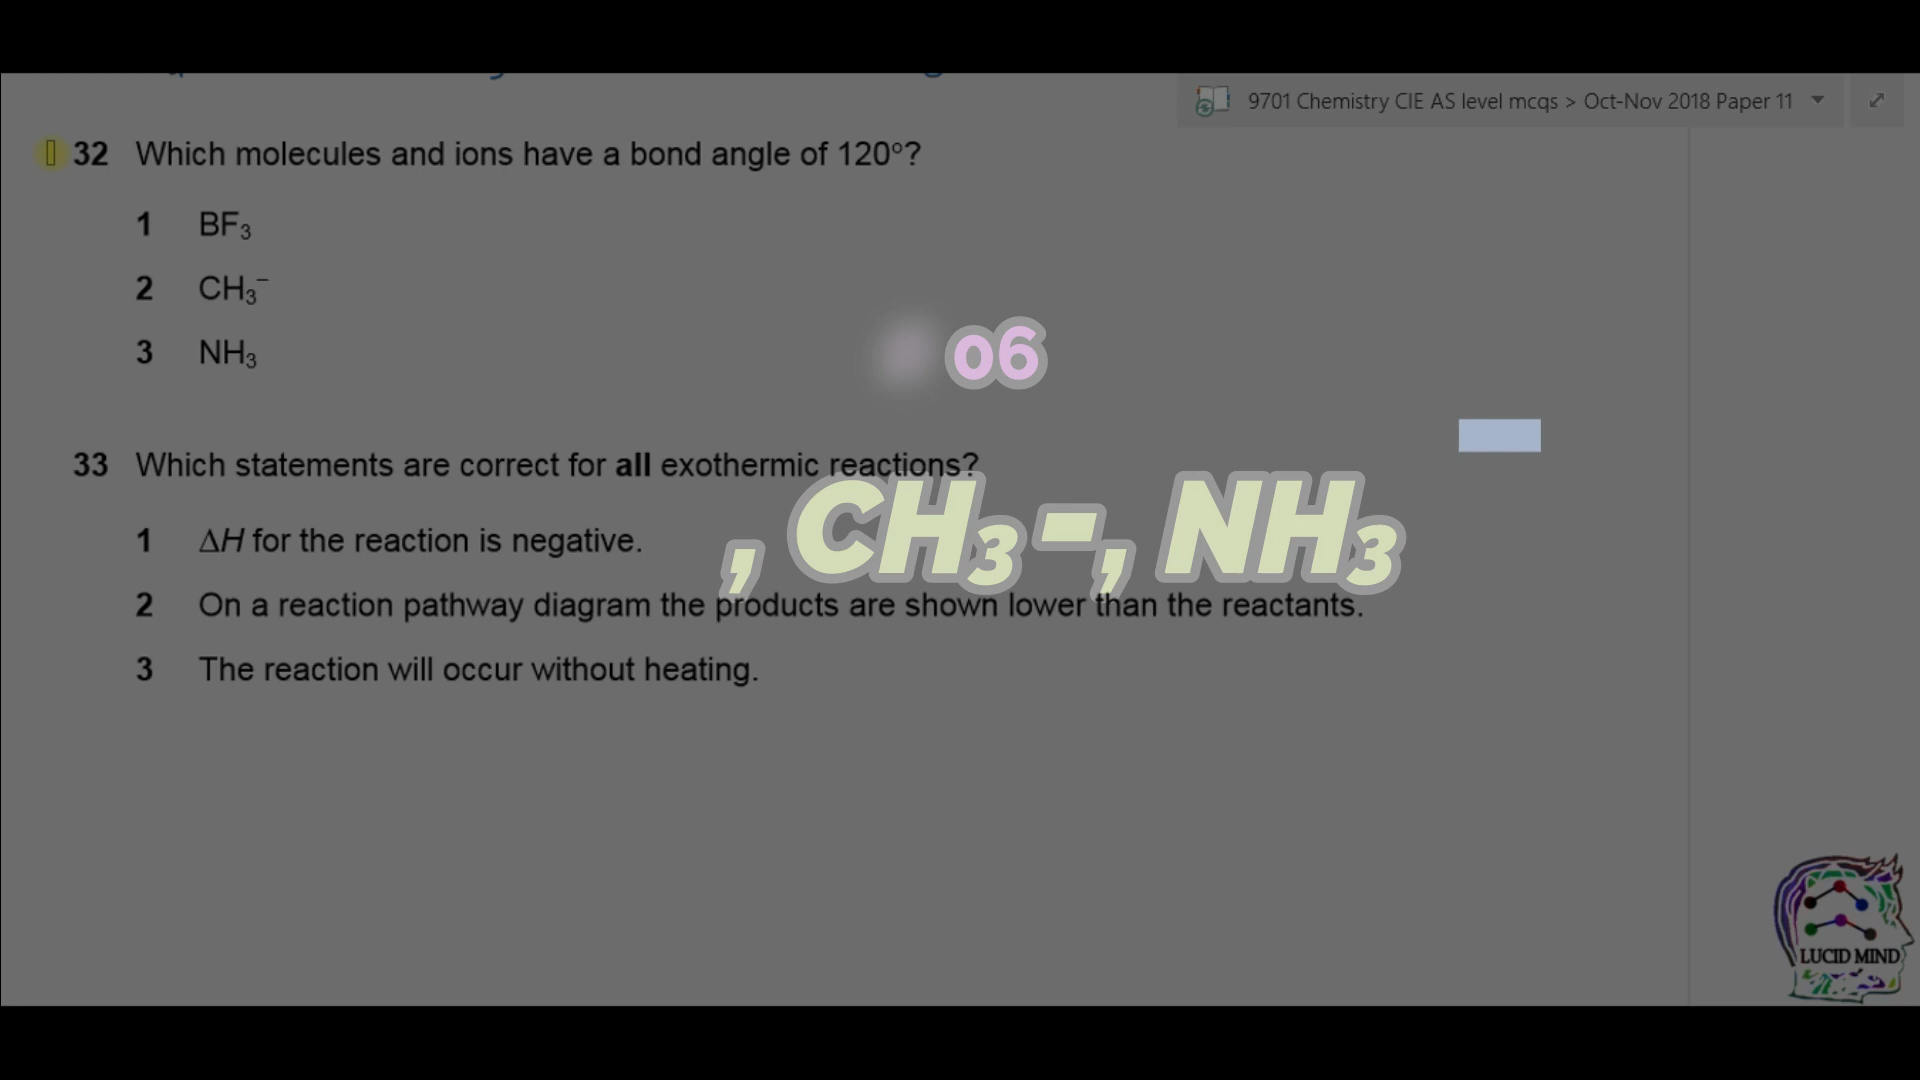 9701 Chemistry CIE AS level mcqs > Oct-Nov 2018 Paper 11
32 Which molecules and ions have a bond angle of 120°?
1 BF₃
2 CH₃⁻
3 NH₃
06
33 Which statements are correct for all exothermic reactions?
, CH₃-, NH₃
1 ΔH for the reaction is negative.
2 On a reaction pathway diagram the products are shown lower than the reactants.
3 The reaction will occur without heating.
LUCID MIND